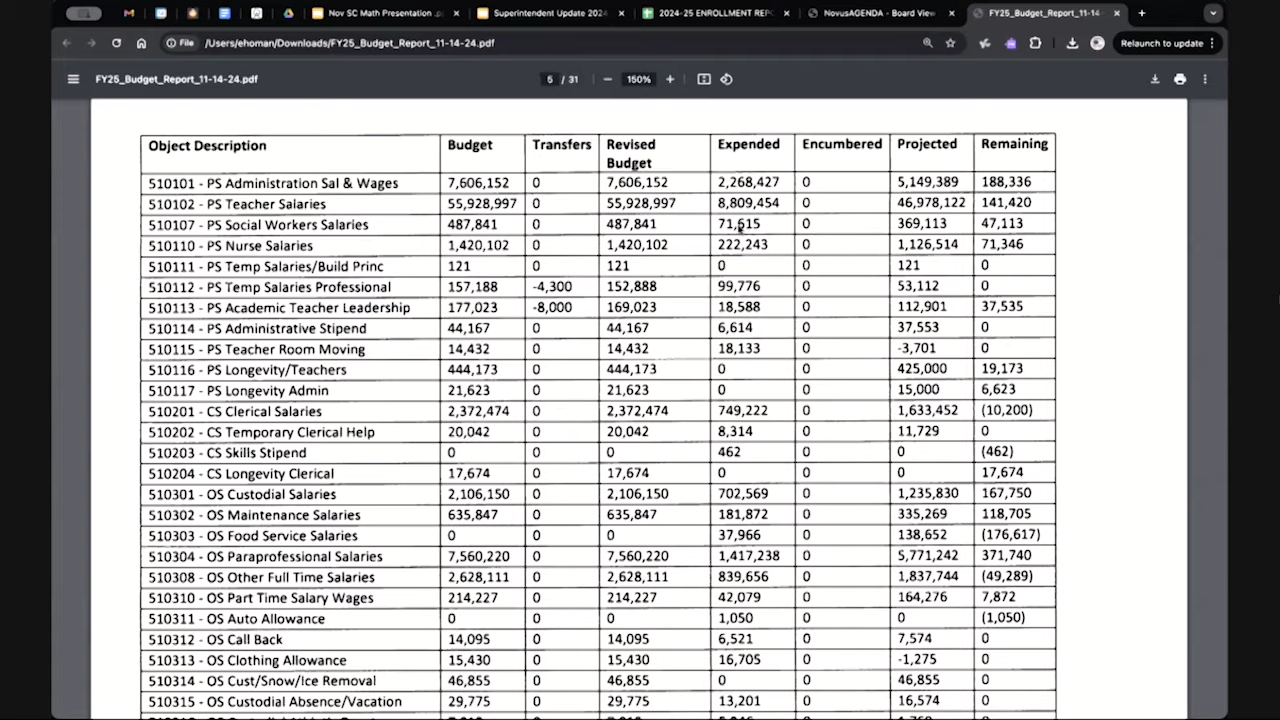 Nov SC Math Presentation .p
Superintendent Update 2024
2024-25 ENROLLMENT REP
NovusAGENDA - Board View
FY25_Budget_Report_11-14
File /Users/ehoman/Downloads/FY25_Budget_Report_11-14-24.pdf
Relaunch to update
FY25_Budget_Report_11-14-24.pdf
5 / 31
150%
Object Description Budget Transfers Revised Budget Expended Encumbered Projected Remaining
510101 - PS Administration Sal & Wages 7,606,152 0 7,606,152 2,268,427 0 5,149,389 188,336
510102 - PS Teacher Salaries 55,928,997 0 55,928,997 8,809,454 0 46,978,122 141,420
510107 - PS Social Workers Salaries 487,841 0 487,841 71,615 0 369,113 47,113
510110 - PS Nurse Salaries 1,420,102 0 1,420,102 222,243 0 1,126,514 71,346
510111 - PS Temp Salaries/Build Princ 121 0 121 0 0 121 0
510112 - PS Temp Salaries Professional 157,188 -4,300 152,888 99,776 0 53,112 0
510113 - PS Academic Teacher Leadership 177,023 -8,000 169,023 18,588 0 112,901 37,535
510114 - PS Administrative Stipend 44,167 0 44,167 6,614 0 37,553 0
510115 - PS Teacher Room Moving 14,432 0 14,432 18,133 0 -3,701 0
510116 - PS Longevity/Teachers 444,173 0 444,173 0 0 425,000 19,173
510117 - PS Longevity Admin 21,623 0 21,623 0 0 15,000 6,623
510201 - CS Clerical Salaries 2,372,474 0 2,372,474 749,222 0 1,633,452 (10,200)
510202 - CS Temporary Clerical Help 20,042 0 20,042 8,314 0 11,729 0
510203 - CS Skills Stipend 0 0 0 462 0 0 (462)
510204 - CS Longevity Clerical 17,674 0 17,674 0 0 0 17,674
510301 - OS Custodial Salaries 2,106,150 0 2,106,150 702,569 0 1,235,830 167,750
510302 - OS Maintenance Salaries 635,847 0 635,847 181,872 0 335,269 118,705
510303 - OS Food Service Salaries 0 0 0 37,966 0 138,652 (176,617)
510304 - OS Paraprofessional Salaries 7,560,220 0 7,560,220 1,417,238 0 5,771,242 371,740
510308 - OS Other Full Time Salaries 2,628,111 0 2,628,111 839,656 0 1,837,744 (49,289)
510310 - OS Part Time Salary Wages 214,227 0 214,227 42,079 0 164,276 7,872
510311 - OS Auto Allowance 0 0 0 1,050 0 0 (1,050)
510312 - OS Call Back 14,095 0 14,095 6,521 0 7,574 0
510313 - OS Clothing Allowance 15,430 0 15,430 16,705 0 -1,275 0
510314 - OS Cust/Snow/Ice Removal 46,855 0 46,855 0 0 46,855 0
510315 - OS Custodial Absence/Vacation 29,775 0 29,775 13,201 0 16,574 0